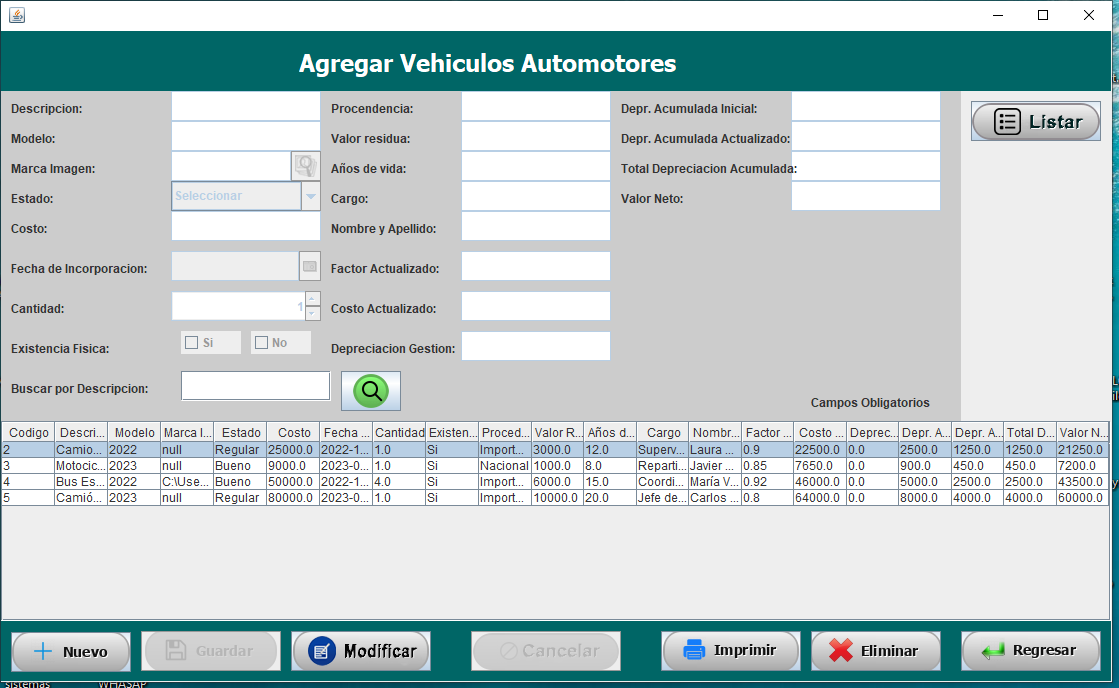 Agregar Vehiculos Automotores
Descripcion: Procendencia: Depr. Acumulada Inicial: Listar
Modelo: Valor residua: Depr. Acumulada Actualizado:
Marca Imagen: Años de vida: Total Depreciacion Acumulada:
Estado: Seleccionar Cargo: Valor Neto:
Costo: Nombre y Apellido:
Fecha de Incorporacion: Factor Actualizado:
Cantidad: 1 Costo Actualizado:
Existencia Fisica: Si No Depreciacion Gestion:
Buscar por Descripcion:
Campos Obligatorios
Codigo Descri... Modelo Marca I... Estado Costo Fecha ... Cantidad Existen... Proced... Valor R... Años d... Cargo Nombr... Factor ... Costo ... Deprec... Depr. A... Depr. A... Total D... Valor N...
2 Camio... 2022 null Regular 25000.0 2022-1... 1.0 Si Import... 3000.0 12.0 Superv... Laura ... 0.9 22500.0 0.0 2500.0 1250.0 1250.0 21250.0
3 Motocic... 2023 null Bueno 9000.0 2023-0... 1.0 Si Nacional 1000.0 8.0 Reparti... Javier ... 0.85 7650.0 0.0 900.0 450.0 450.0 7200.0
4 Bus Es... 2022 C:\Use... Bueno 50000.0 2022-1... 4.0 Si Import... 6000.0 15.0 Coordi... María V... 0.92 46000.0 0.0 5000.0 2500.0 2500.0 43500.0
5 Camió... 2023 null Regular 80000.0 2023-0... 1.0 Si Import... 10000.0 20.0 Jefe de... Carlos ... 0.8 64000.0 0.0 8000.0 4000.0 4000.0 60000.0
Nuevo Guardar Modificar Cancelar Imprimir Eliminar Regresar
sistemas WHASAP